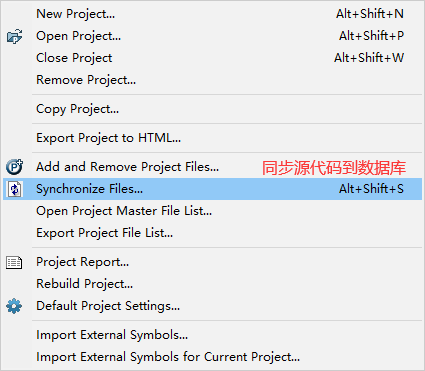 New Project... Alt+Shift+N
Open Project... Alt+Shift+P
Close Project Alt+Shift+W
Remove Project...
Copy Project...
Export Project to HTML...
Add and Remove Project Files... 同步源代码到数据库
Synchronize Files... Alt+Shift+S
Open Project Master File List...
Export Project File List...
Project Report...
Rebuild Project...
Default Project Settings...
Import External Symbols...
Import External Symbols for Current Project...